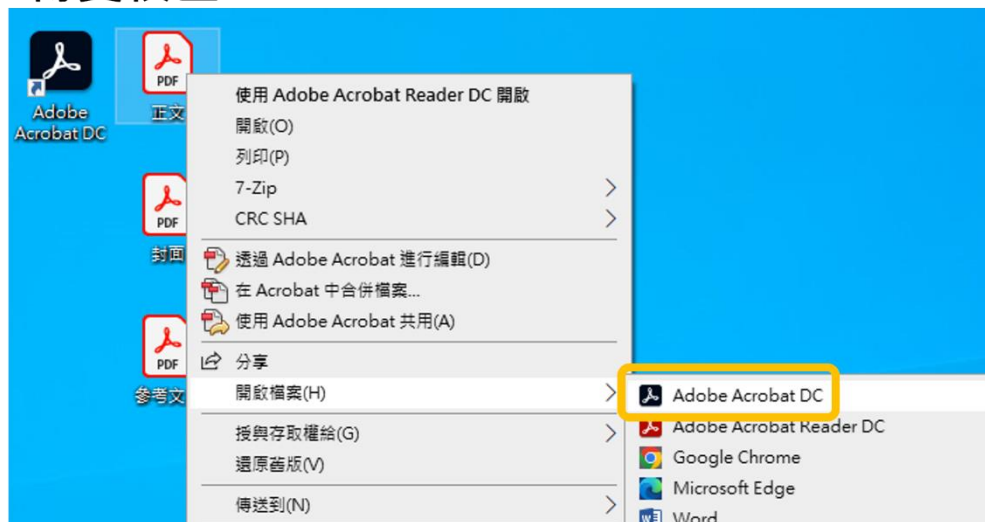 Adobe
Acrobat DC
PDF
正文
PDF
封面
PDF
參考文
使用 Adobe Acrobat Reader DC 開啟
開啟(O)
列印(P)
7-Zip
CRC SHA
透過 Adobe Acrobat 進行編輯(D)
在 Acrobat 中合併檔案...
使用 Adobe Acrobat 共用(A)
分享
開啟檔案(H)
授與存取權給(G)
還原舊版(V)
傳送到(N)
Adobe Acrobat DC
Adobe Acrobat Reader DC
Google Chrome
Microsoft Edge
Word